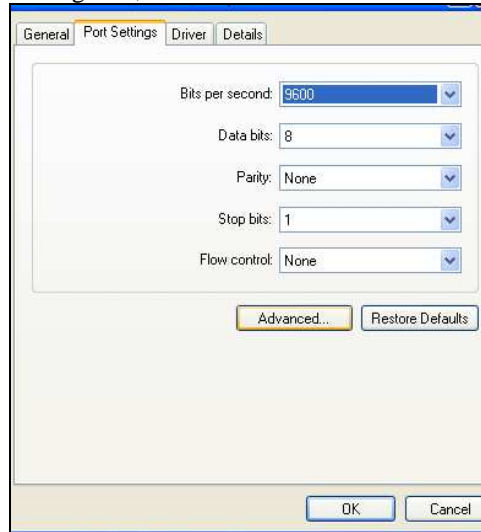 General Port Settings Driver Details
Bits per second: 9600
Data bits: 8
Parity: None
Stop bits: 1
Flow control: None
Advanced... Restore Defaults
OK Cancel